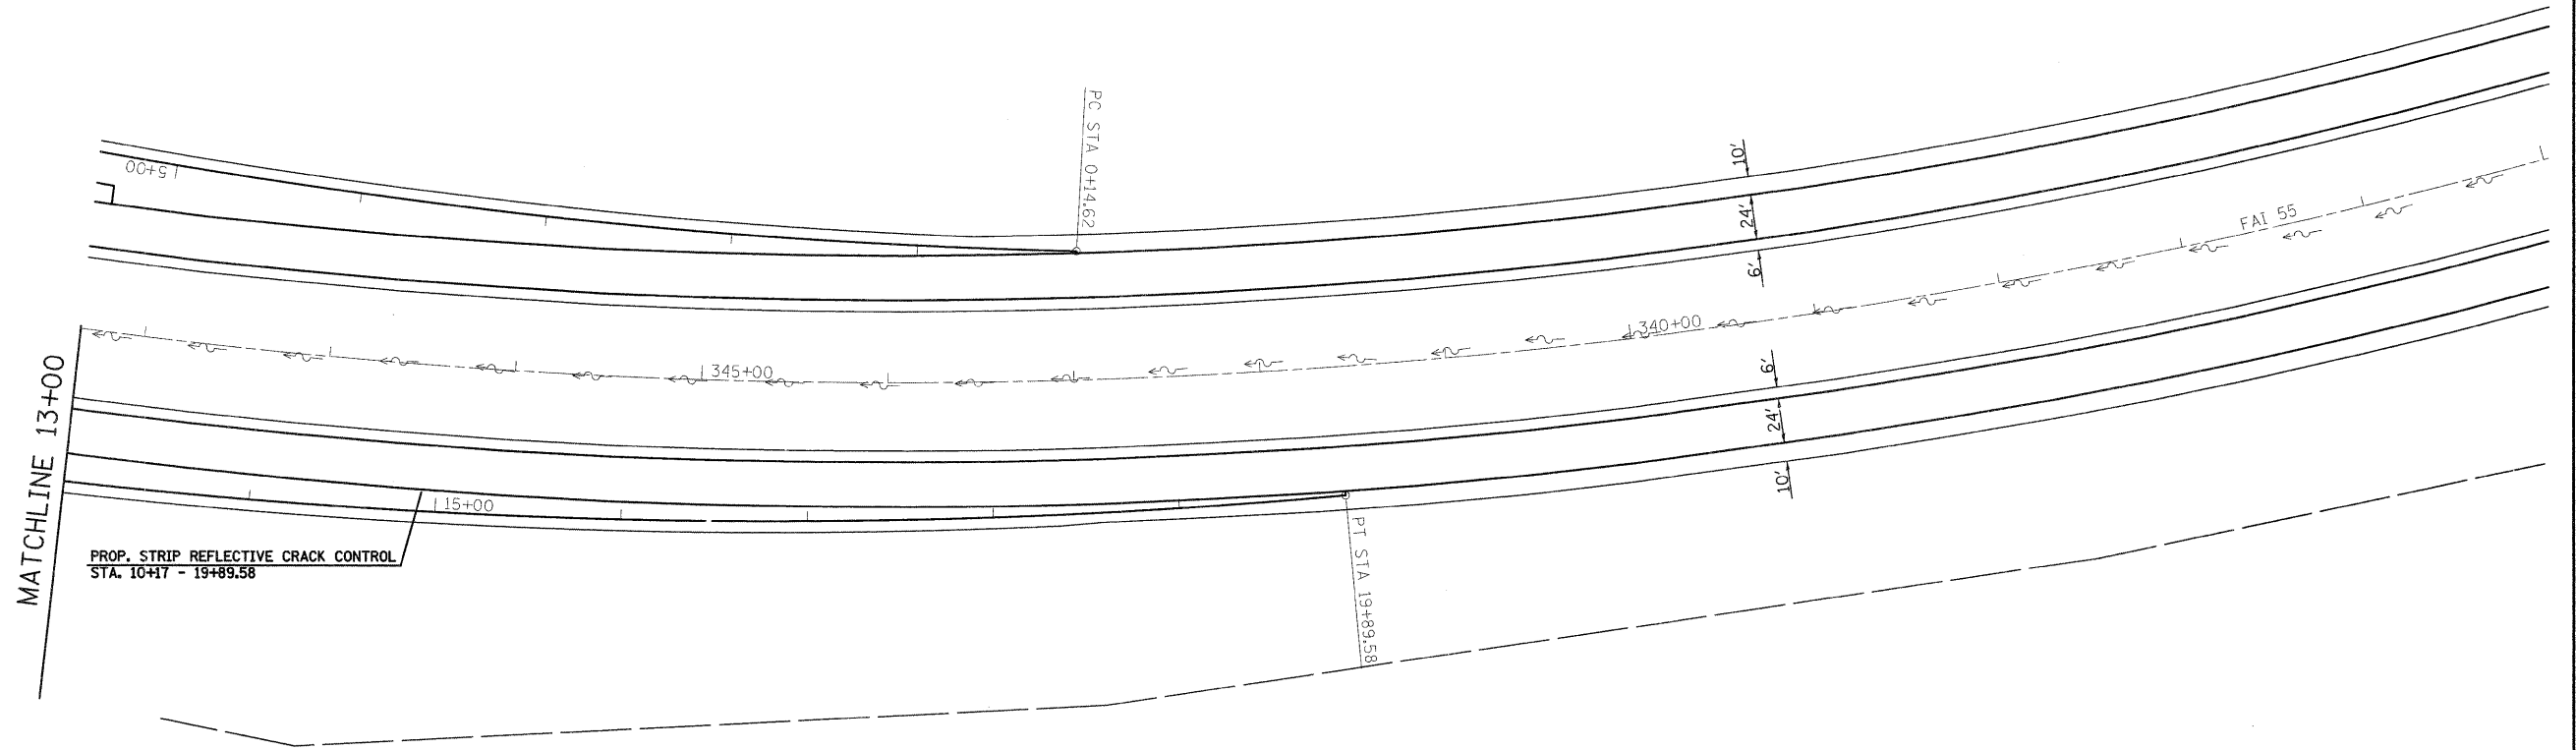 PC STA 0+14.62
5+00
10'
24'
6'
FAI 55
340+00
345+00
6'
24'
10'
MATCHLINE 13+00
15+00
PROP. STRIP REFLECTIVE CRACK CONTROL
STA. 10+17 - 19+89.58
PT STA 19+89.58